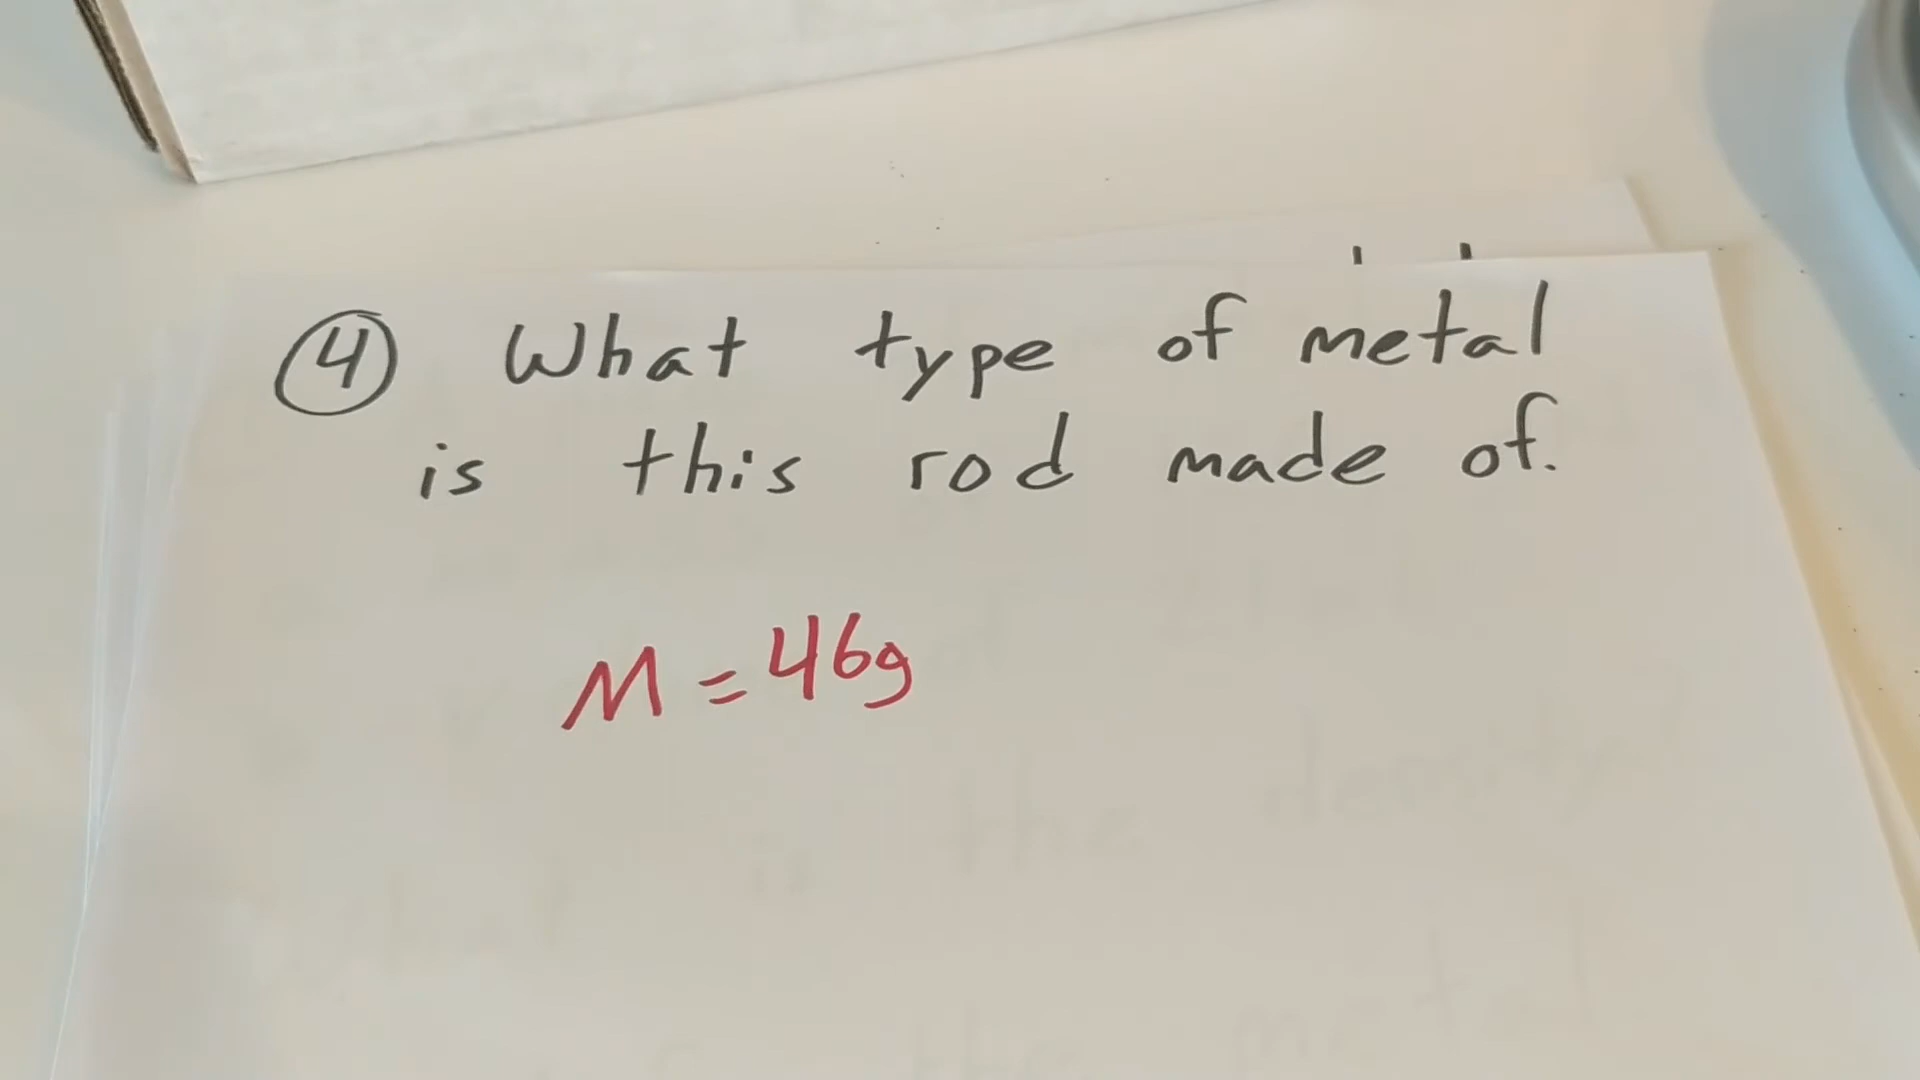 ④ What type of metal
is this rod made of.
M = 46g